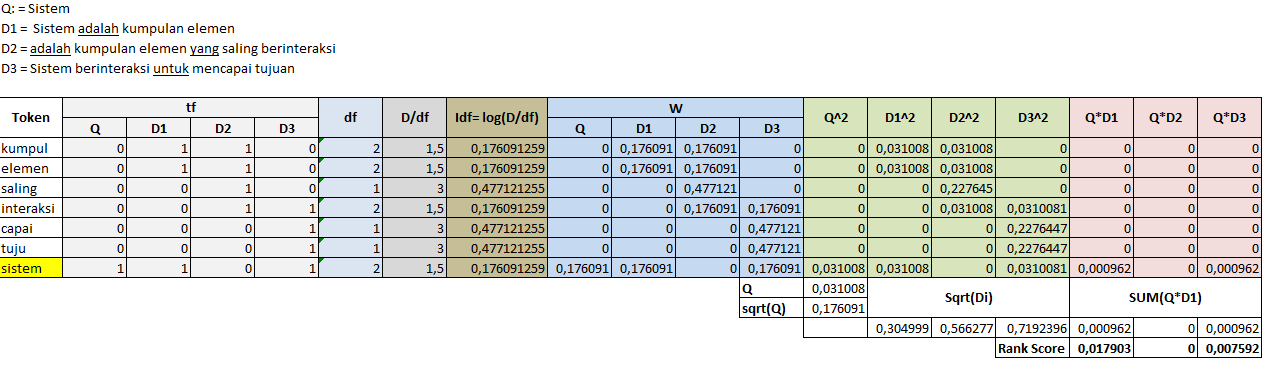 Q: = Sistem
D1 = Sistem adalah kumpulan elemen
D2 = adalah kumpulan elemen yang saling berinteraksi
D3 = Sistem berinteraksi untuk mencapai tujuan
Token tf df D/df Idf= log(D/df) W Q^2 D1^2 D2^2 D3^2 Q*D1 Q*D2 Q*D3
Q D1 D2 D3 Q D1 D2 D3
kumpul 0 1 1 0 2 1,5 0,176091259 0 0,176091 0,176091 0 0 0,031008 0,031008 0 0 0 0
elemen 0 1 1 0 2 1,5 0,176091259 0 0,176091 0,176091 0 0 0,031008 0,031008 0 0 0 0
saling 0 0 1 0 1 3 0,477121255 0 0 0,477121 0 0 0 0,227645 0 0 0 0
interaksi 0 0 1 1 2 1,5 0,176091259 0 0 0,176091 0,176091 0 0 0,031008 0,0310081 0 0 0
capai 0 0 0 1 1 3 0,477121255 0 0 0 0,477121 0 0 0 0,2276447 0 0 0
tuju 0 0 0 1 1 3 0,477121255 0 0 0 0,477121 0 0 0 0,2276447 0 0 0
sistem 1 1 0 1 2 1,5 0,176091259 0,176091 0,176091 0 0,176091 0,031008 0,031008 0 0,0310081 0,000962 0 0,000962
Q 0,031008 Sqrt(Di) SUM(Q*D1)
sqrt(Q) 0,176091
0,304999 0,566277 0,7192396 0,000962 0 0,000962
Rank Score 0,017903 0 0,007592